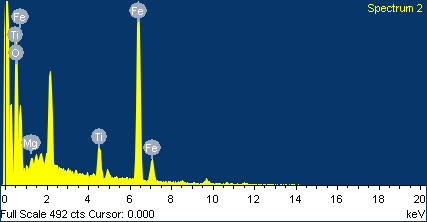 Spectrum 2
Fe
Fe
Ti
O
Mg
Ti
Fe
0 2 4 6 8 10 12 14 16 18 20
Full Scale 492 cts Cursor: 0.000 keV